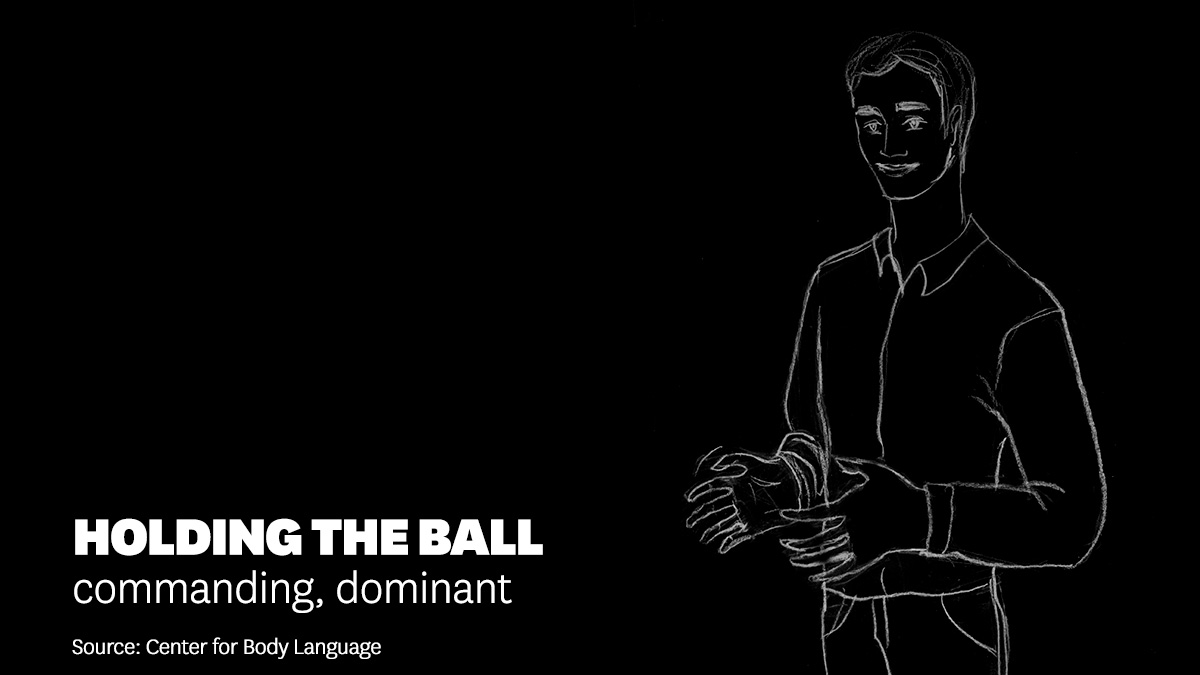 HOLDING THE BALL
commanding, dominant
Source: Center for Body Language